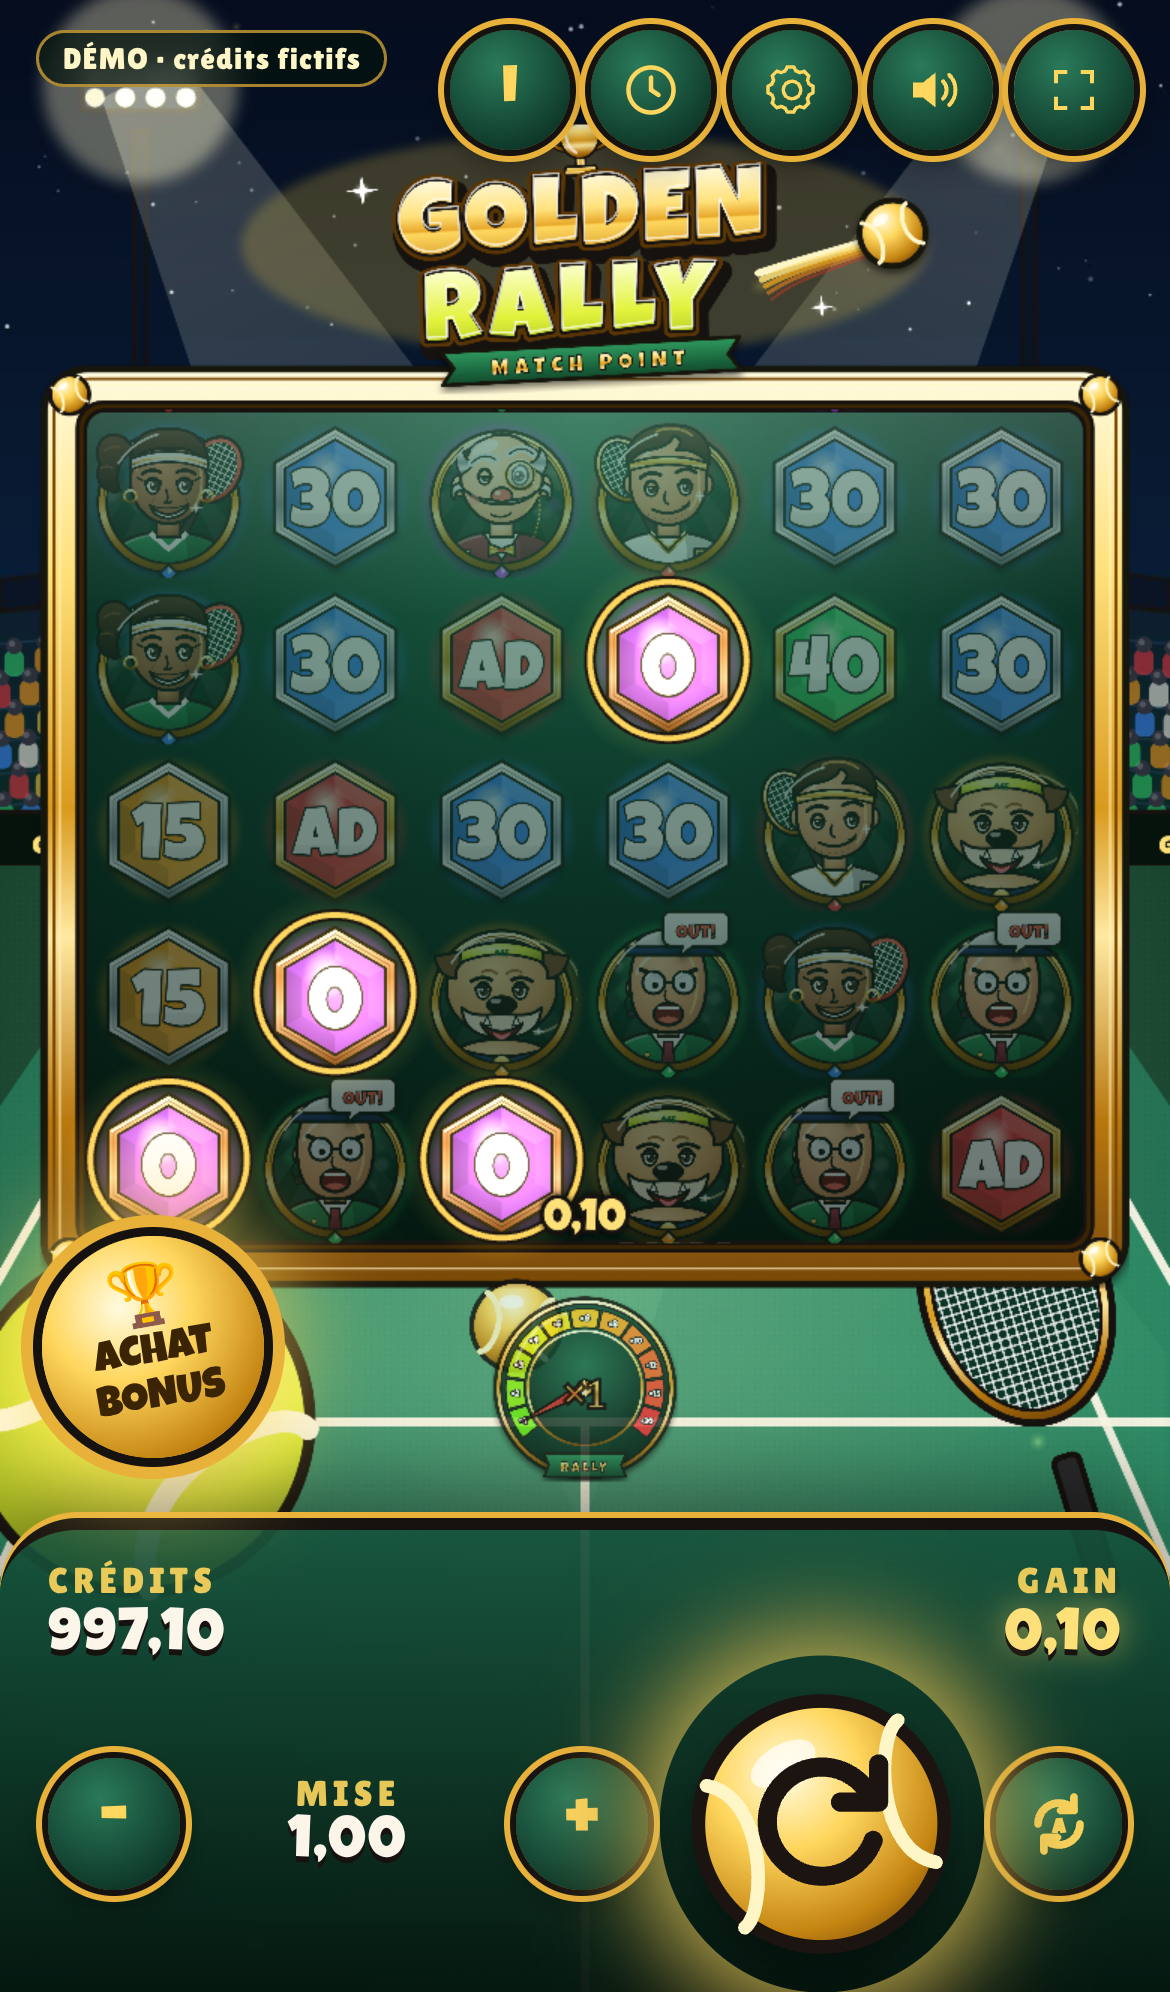 DÉMO · crédits fictifs
GOLDEN
RALLY
MATCH POINT
30
30
30
30
AD
0
40
30
15
AD
30
30
15
0
OUT!
OUT!
0
OUT!
0
OUT!
AD
0,10
ACHAT
BONUS
×1
RALLY
CRÉDITS
997,10
GAIN
0,10
MISE
1,00
-
+
A